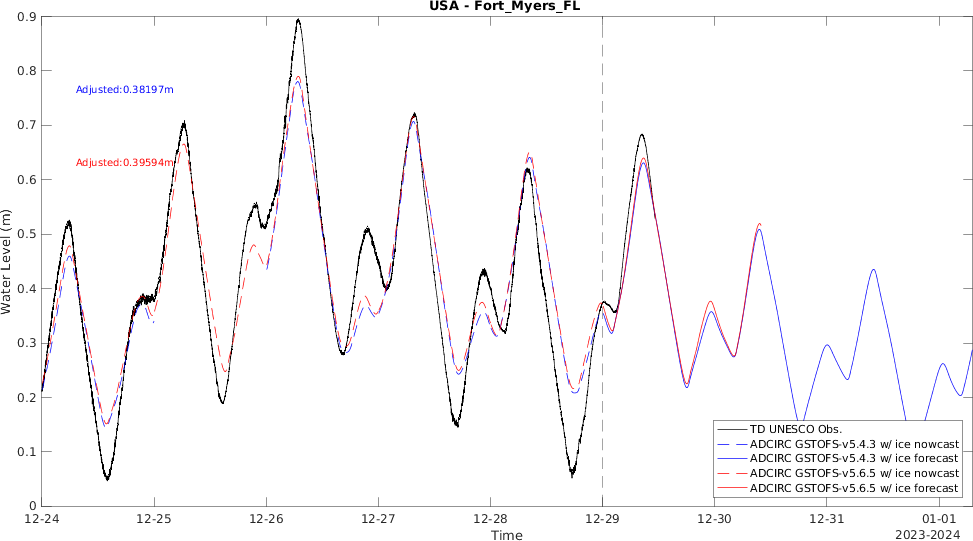 USA - Fort_Myers_FL
0.9
0.8
0.7
0.6
0.5
0.4
0.3
0.2
0.1
0
Water Level (m)
Adjusted:0.38197m
Adjusted:0.39594m
TD UNESCO Obs.
ADCIRC GSTOFS-v5.4.3 w/ ice nowcast
ADCIRC GSTOFS-v5.4.3 w/ ice forecast
ADCIRC GSTOFS-v5.6.5 w/ ice nowcast
ADCIRC GSTOFS-v5.6.5 w/ ice forecast
12-24 12-25 12-26 12-27 12-28 12-29 12-30 12-31 01-01
Time
2023-2024